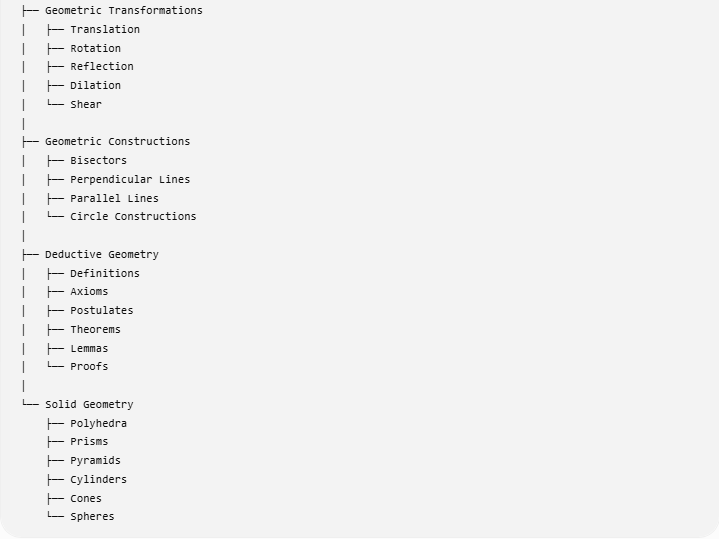 ├── Geometric Transformations
│   ├── Translation
│   ├── Rotation
│   ├── Reflection
│   ├── Dilation
│   └── Shear
│
├── Geometric Constructions
│   ├── Bisectors
│   ├── Perpendicular Lines
│   ├── Parallel Lines
│   └── Circle Constructions
│
├── Deductive Geometry
│   ├── Definitions
│   ├── Axioms
│   ├── Postulates
│   ├── Theorems
│   ├── Lemmas
│   └── Proofs
│
└── Solid Geometry
    ├── Polyhedra
    ├── Prisms
    ├── Pyramids
    ├── Cylinders
    ├── Cones
    └── Spheres